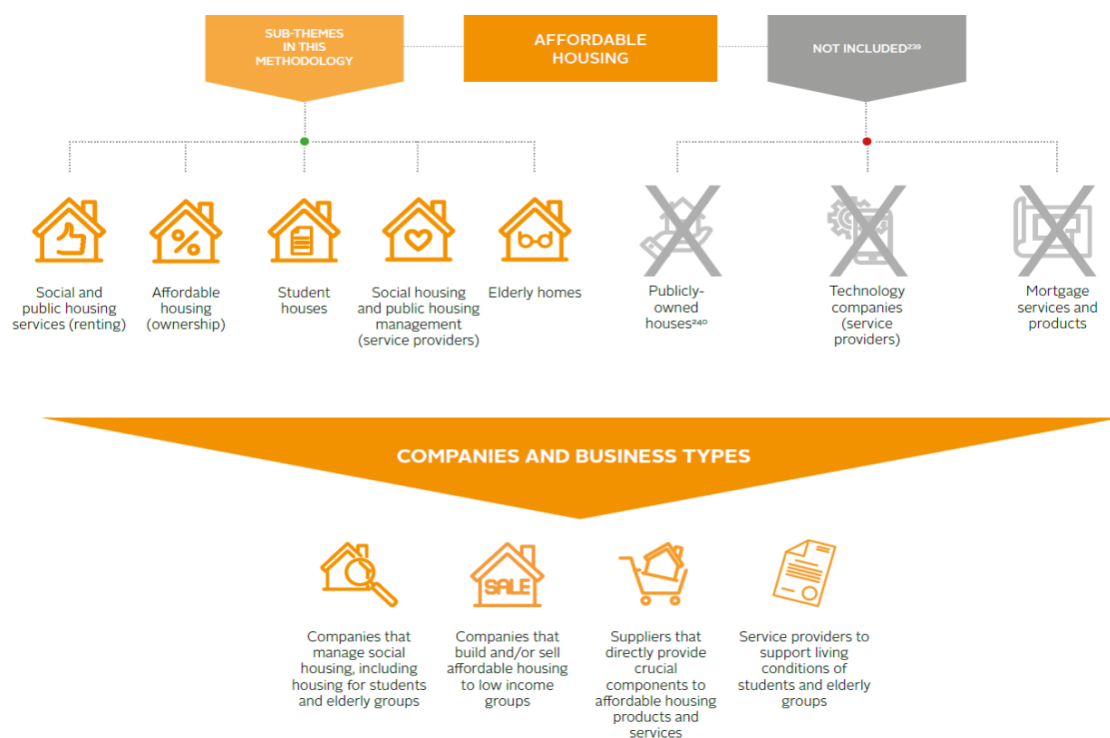 SUB-THEMES
IN THIS
METHODOLOGY
AFFORDABLE
HOUSING
NOT INCLUDED²³⁹
Social and
public housing
services (renting)
Affordable
housing
(ownership)
Student
houses
Social housing
and public housing
management
(service providers)
Elderly homes
Publicly-
owned
houses²⁴⁰
Technology
companies
(service
providers)
Mortgage
services and
products
COMPANIES AND BUSINESS TYPES
SALE
Companies that
manage social
housing, including
housing for students
and elderly groups
Companies that
build and/or sell
affordable housing
to low income
groups
Suppliers that
directly provide
crucial
components to
affordable housing
products and
services
Service providers to
support living
conditions of
students and elderly
groups